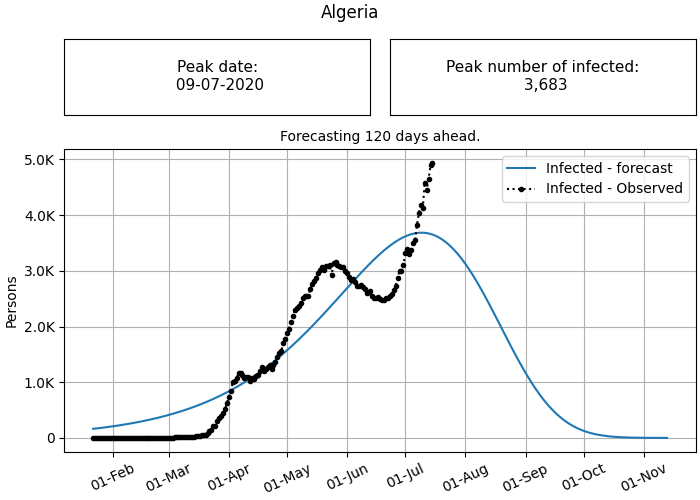 Algeria
Peak date:
09-07-2020
Peak number of infected:
3,683
Forecasting 120 days ahead.
Infected - forecast
Infected - Observed
Persons
5.0K
4.0K
3.0K
2.0K
1.0K
0
01-Feb
01-Mar
01-Apr
01-May
01-Jun
01-Jul
01-Aug
01-Sep
01-Oct
01-Nov